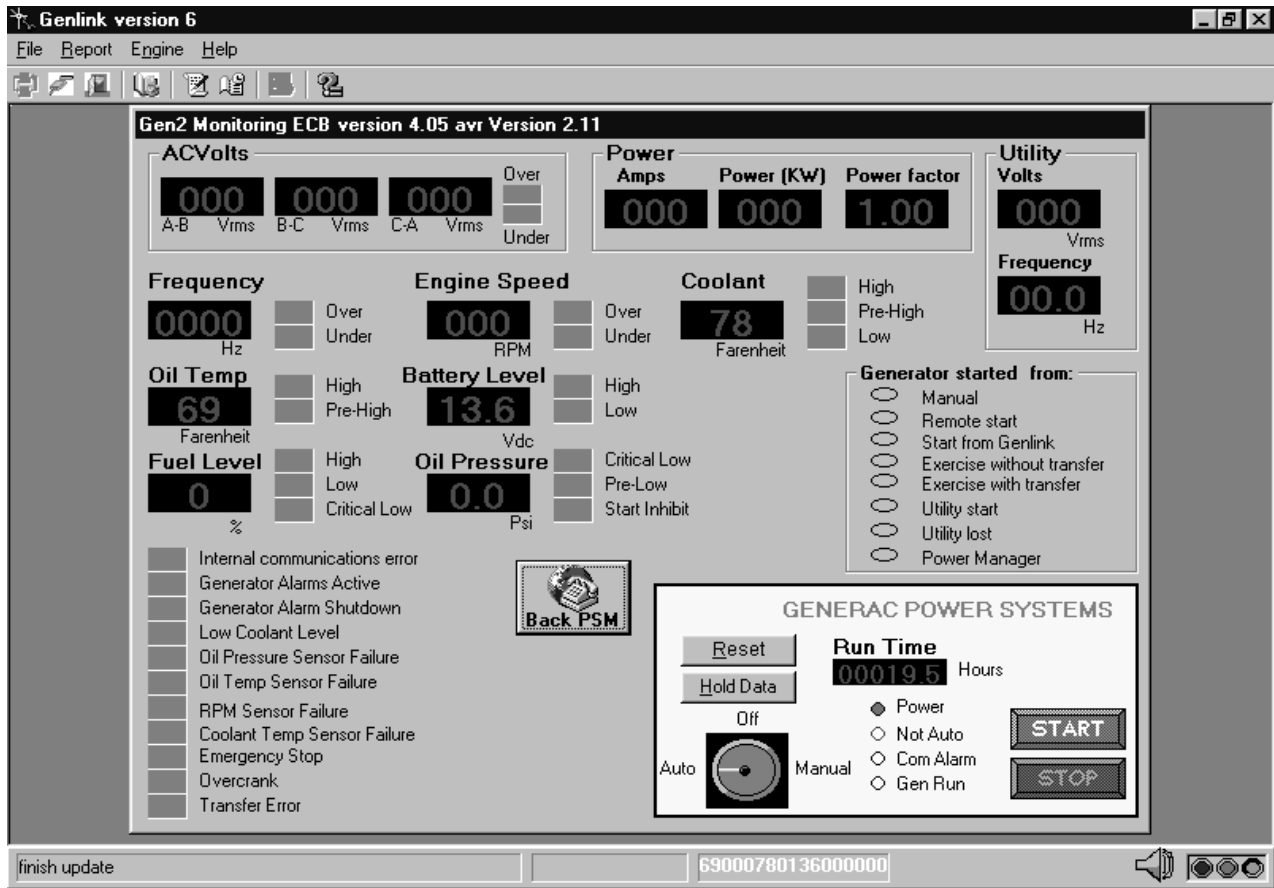 Genlink version 6
File Report Engine Help
Gen2 Monitoring ECB version 4.05 avr Version 2.11
ACVolts
000 000 000
A-B Vrms B-C Vrms C-A Vrms
Over
Under
Power
Amps Power (KW) Power factor
000 000 1.00
Utility
Volts
000
Vrms
Frequency
00.0
Hz
Frequency
0000
Hz
Over
Under
Engine Speed
000
RPM
Over
Under
Coolant
78
Farenheit
High
Pre-High
Low
Oil Temp
69
Farenheit
High
Pre-High
Battery Level
13.6
Vdc
High
Low
Generator started from:
Manual
Remote start
Start from Genlink
Exercise without transfer
Exercise with transfer
Utility start
Utility lost
Power Manager
Fuel Level
0
%
High
Low
Critical Low
Oil Pressure
0.0
Psi
Critical Low
Pre-Low
Start Inhibit
Internal communications error
Generator Alarms Active
Generator Alarm Shutdown
Low Coolant Level
Oil Pressure Sensor Failure
Oil Temp Sensor Failure
RPM Sensor Failure
Coolant Temp Sensor Failure
Emergency Stop
Overcrank
Transfer Error
Back PSM
GENERAC POWER SYSTEMS
Reset
Hold Data
Off
Auto Manual
Run Time
00019.5 Hours
Power
Not Auto
Com Alarm
Gen Run
START
STOP
finish update
69000780136000000